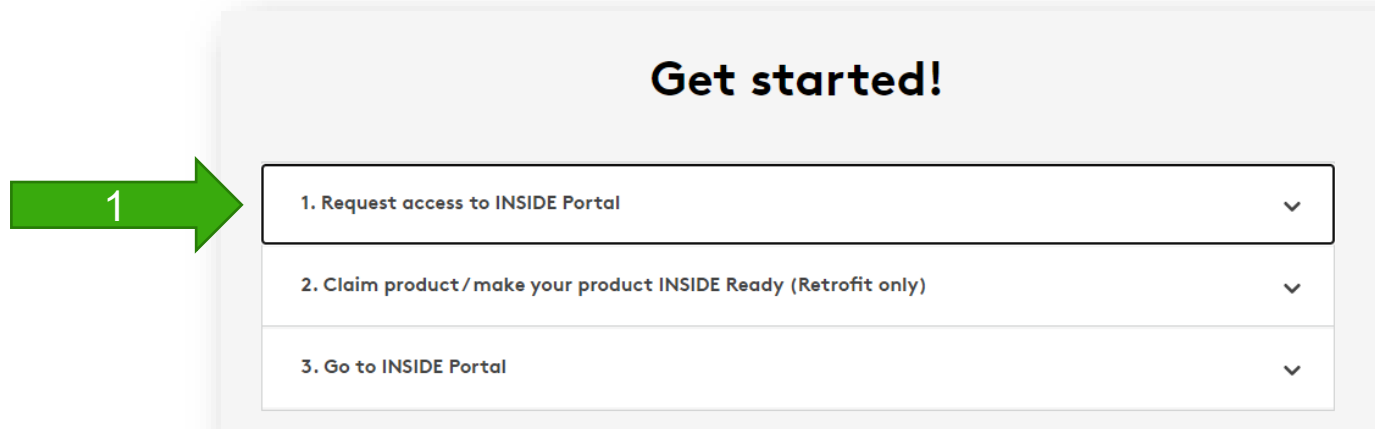 Get started!
1
1. Request access to INSIDE Portal
2. Claim product/make your product INSIDE Ready (Retrofit only)
3. Go to INSIDE Portal